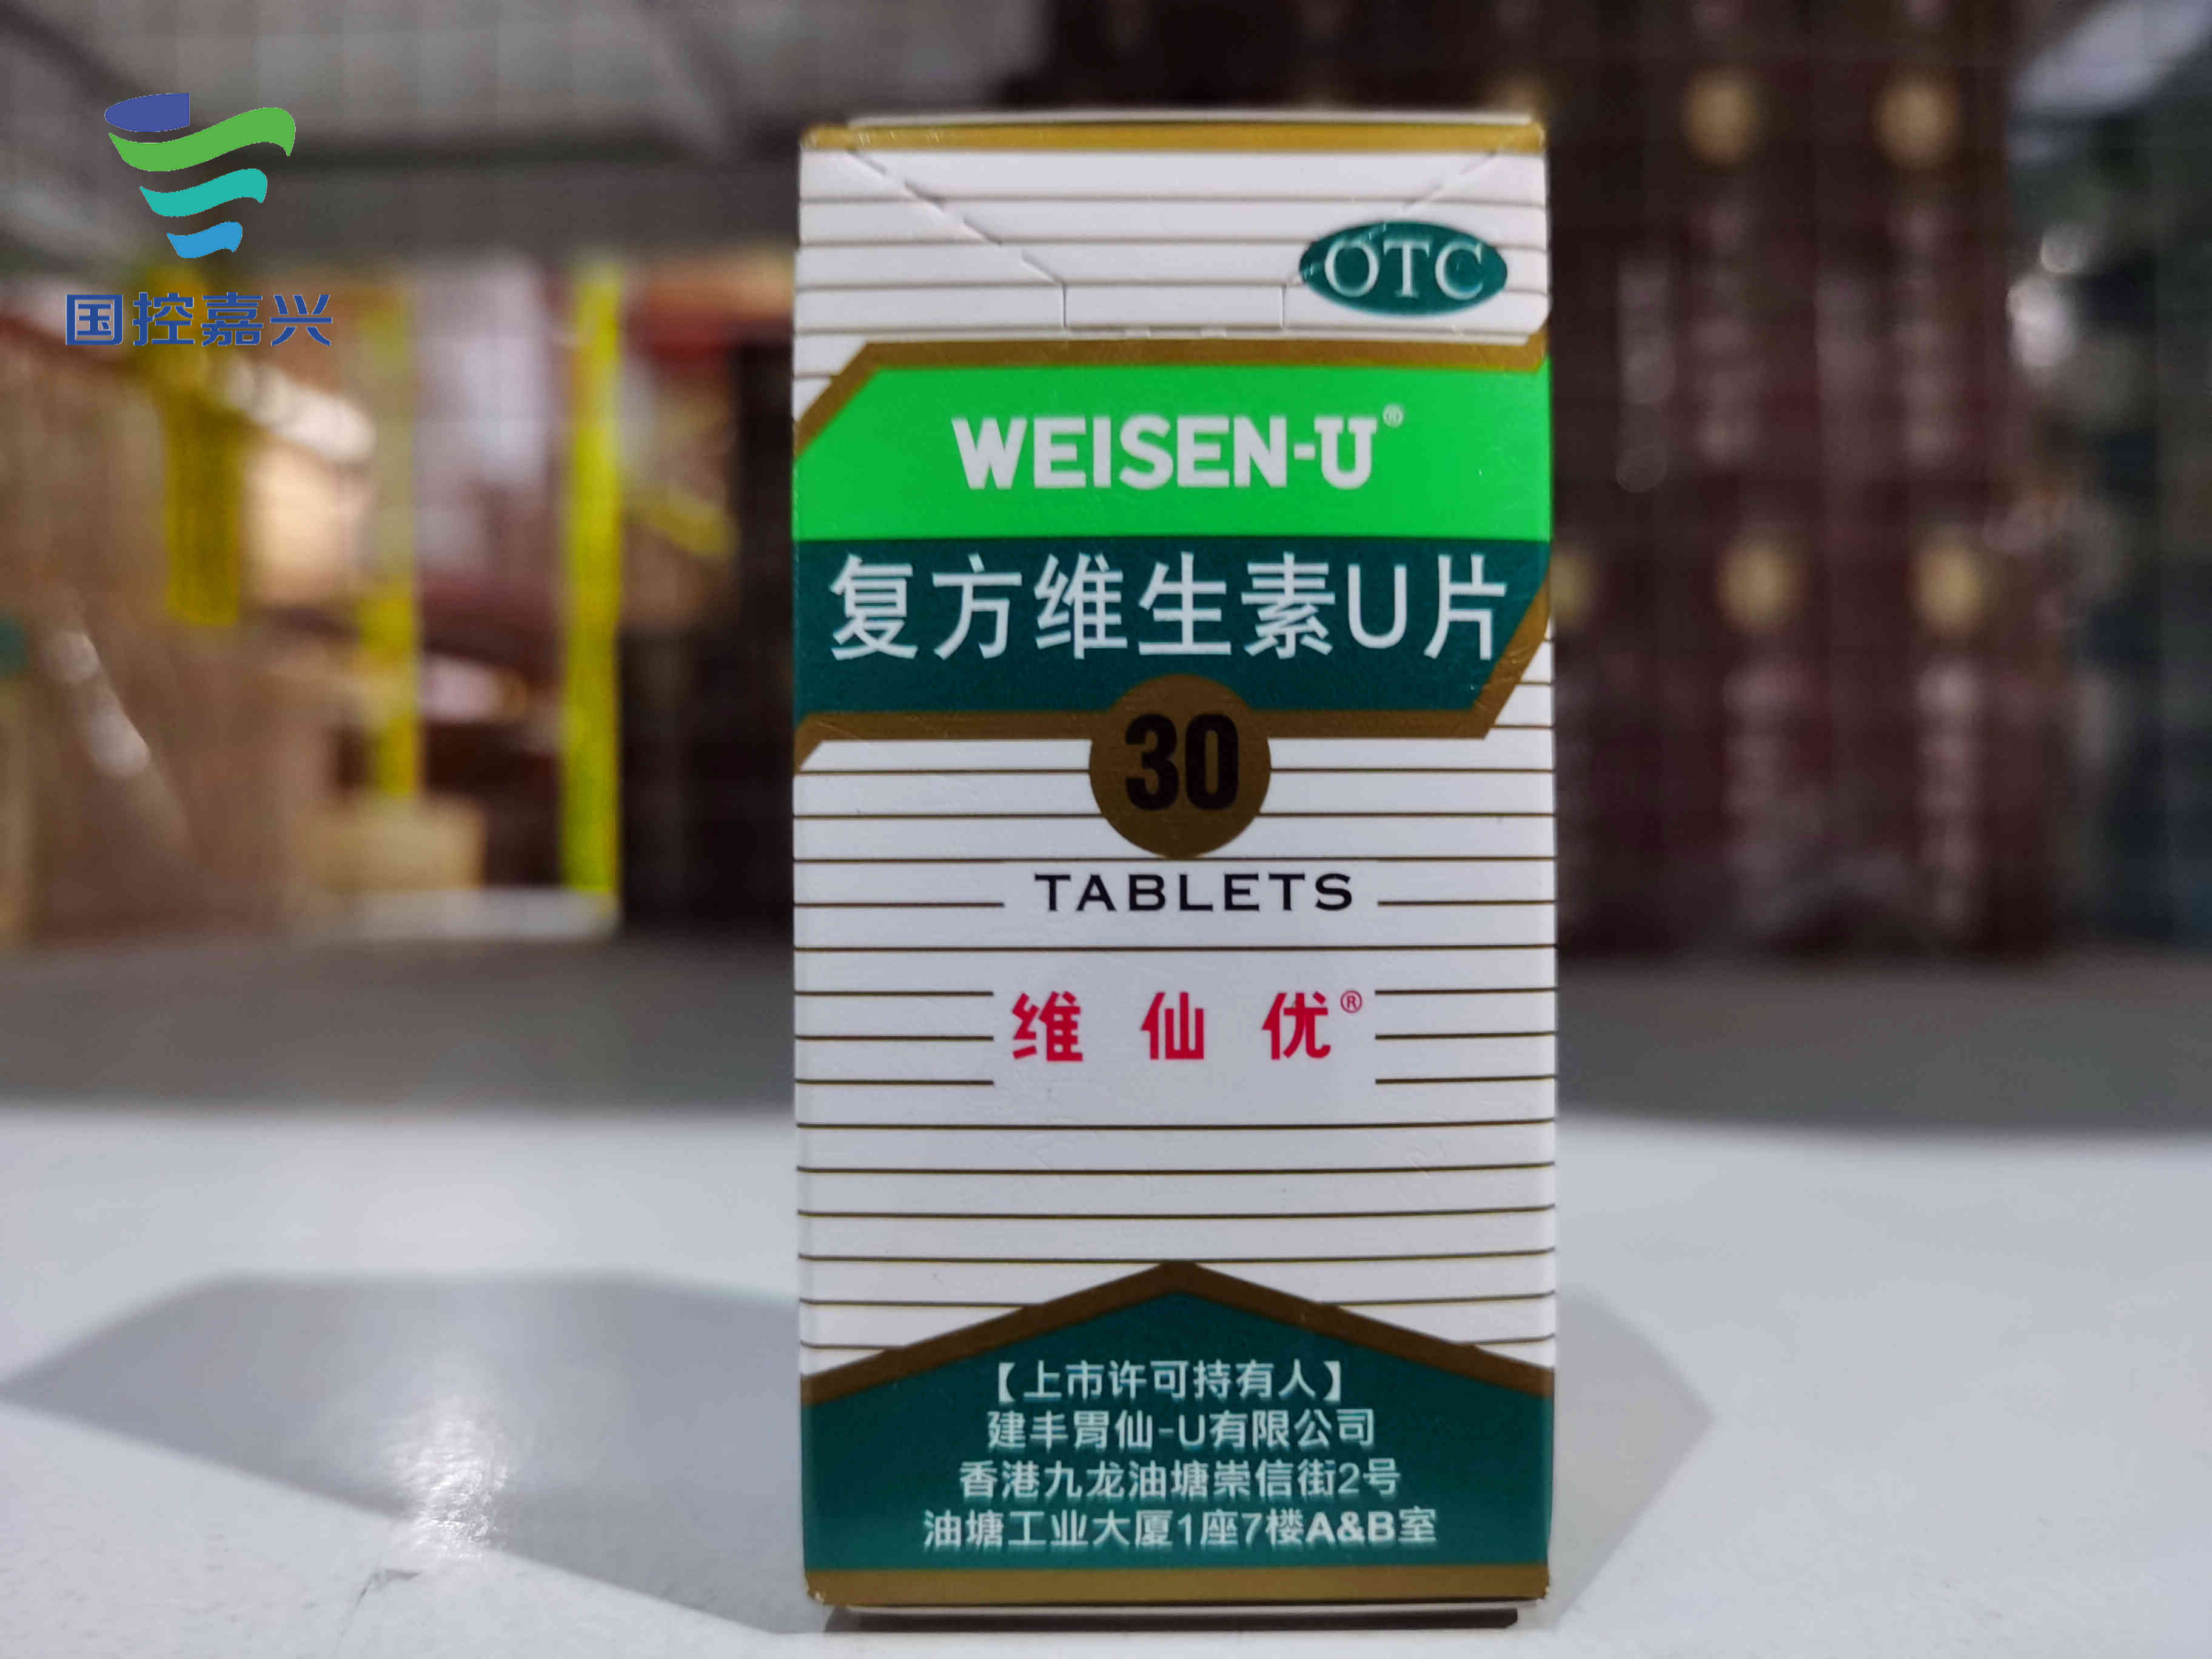 国控嘉兴
OTC
WEISEN-U®
复方维生素U片
30
TABLETS
维仙优®
【上市许可持有人】
建丰胃仙-U有限公司
香港九龙油塘崇信街2号
油塘工业大厦1座7楼A&B室